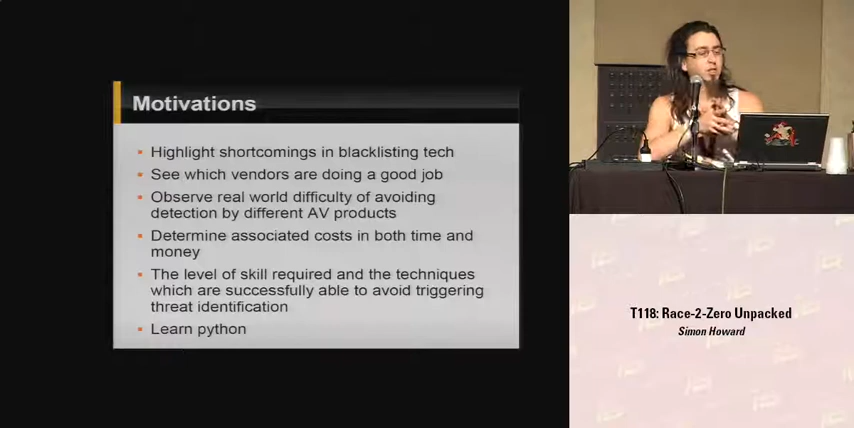 Motivations
Highlight shortcomings in blacklisting tech
See which vendors are doing a good job
Observe real world difficulty of avoiding
detection by different AV products
Determine associated costs in both time and
money
The level of skill required and the techniques
which are successfully able to avoid triggering
threat identification
Learn python
T118: Race-2-Zero Unpacked
Simon Howard